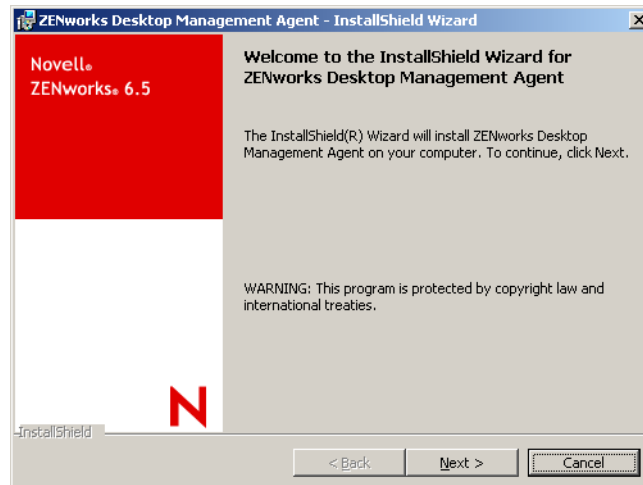 ZENworks Desktop Management Agent - InstallShield Wizard
Novell®
ZENworks® 6.5
Welcome to the InstallShield Wizard for
ZENworks Desktop Management Agent
The InstallShield(R) Wizard will install ZENworks Desktop
Management Agent on your computer. To continue, click Next.
WARNING: This program is protected by copyright law and
international treaties.
N
InstallShield
< Back
Next >
Cancel